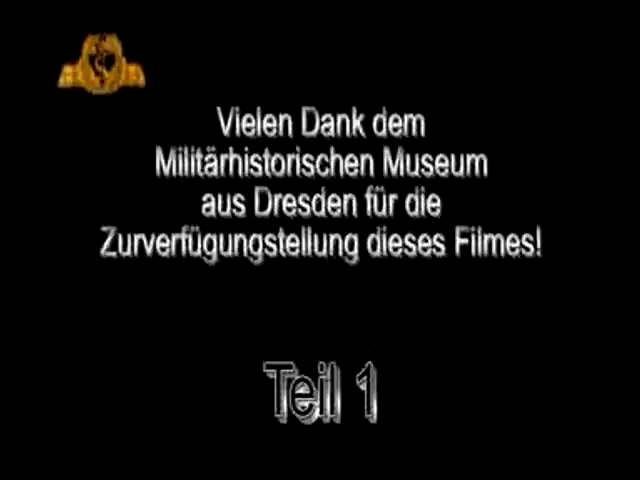 Vielen Dank dem
Militärhistorischen Museum
aus Dresden für die
Zurverfügungstellung dieses Filmes!
Teil 1